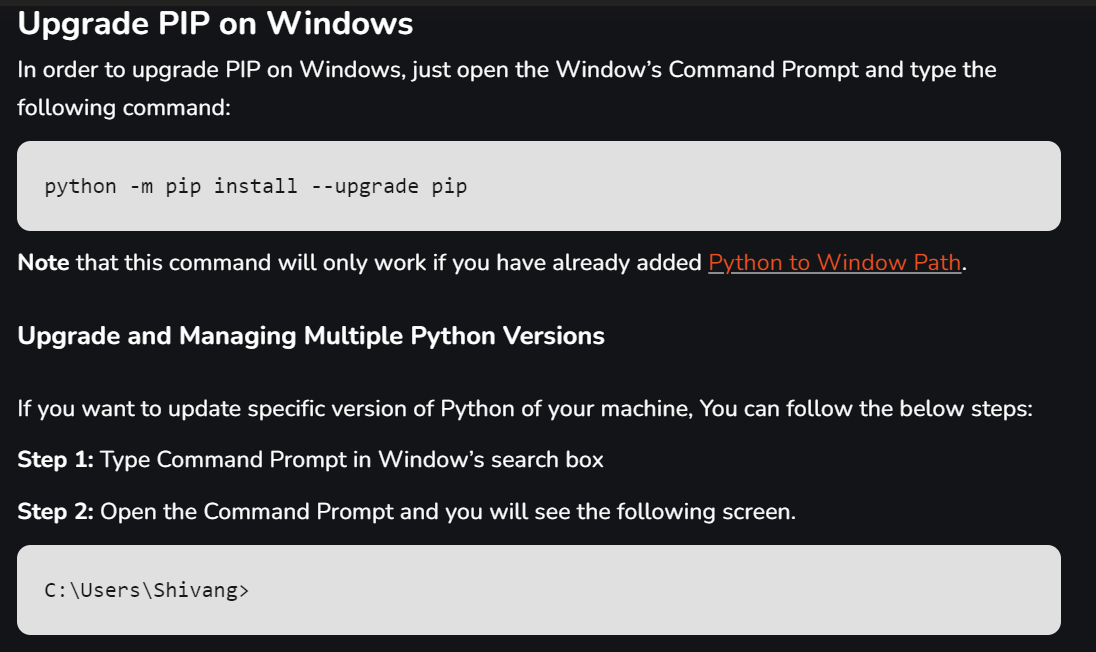 Upgrade PIP on Windows
In order to upgrade PIP on Windows, just open the Window’s Command Prompt and type the
following command:
python -m pip install --upgrade pip
Note that this command will only work if you have already added Python to Window Path.
Upgrade and Managing Multiple Python Versions
If you want to update specific version of Python of your machine, You can follow the below steps:
Step 1: Type Command Prompt in Window’s search box
Step 2: Open the Command Prompt and you will see the following screen.
C:\Users\Shivang>